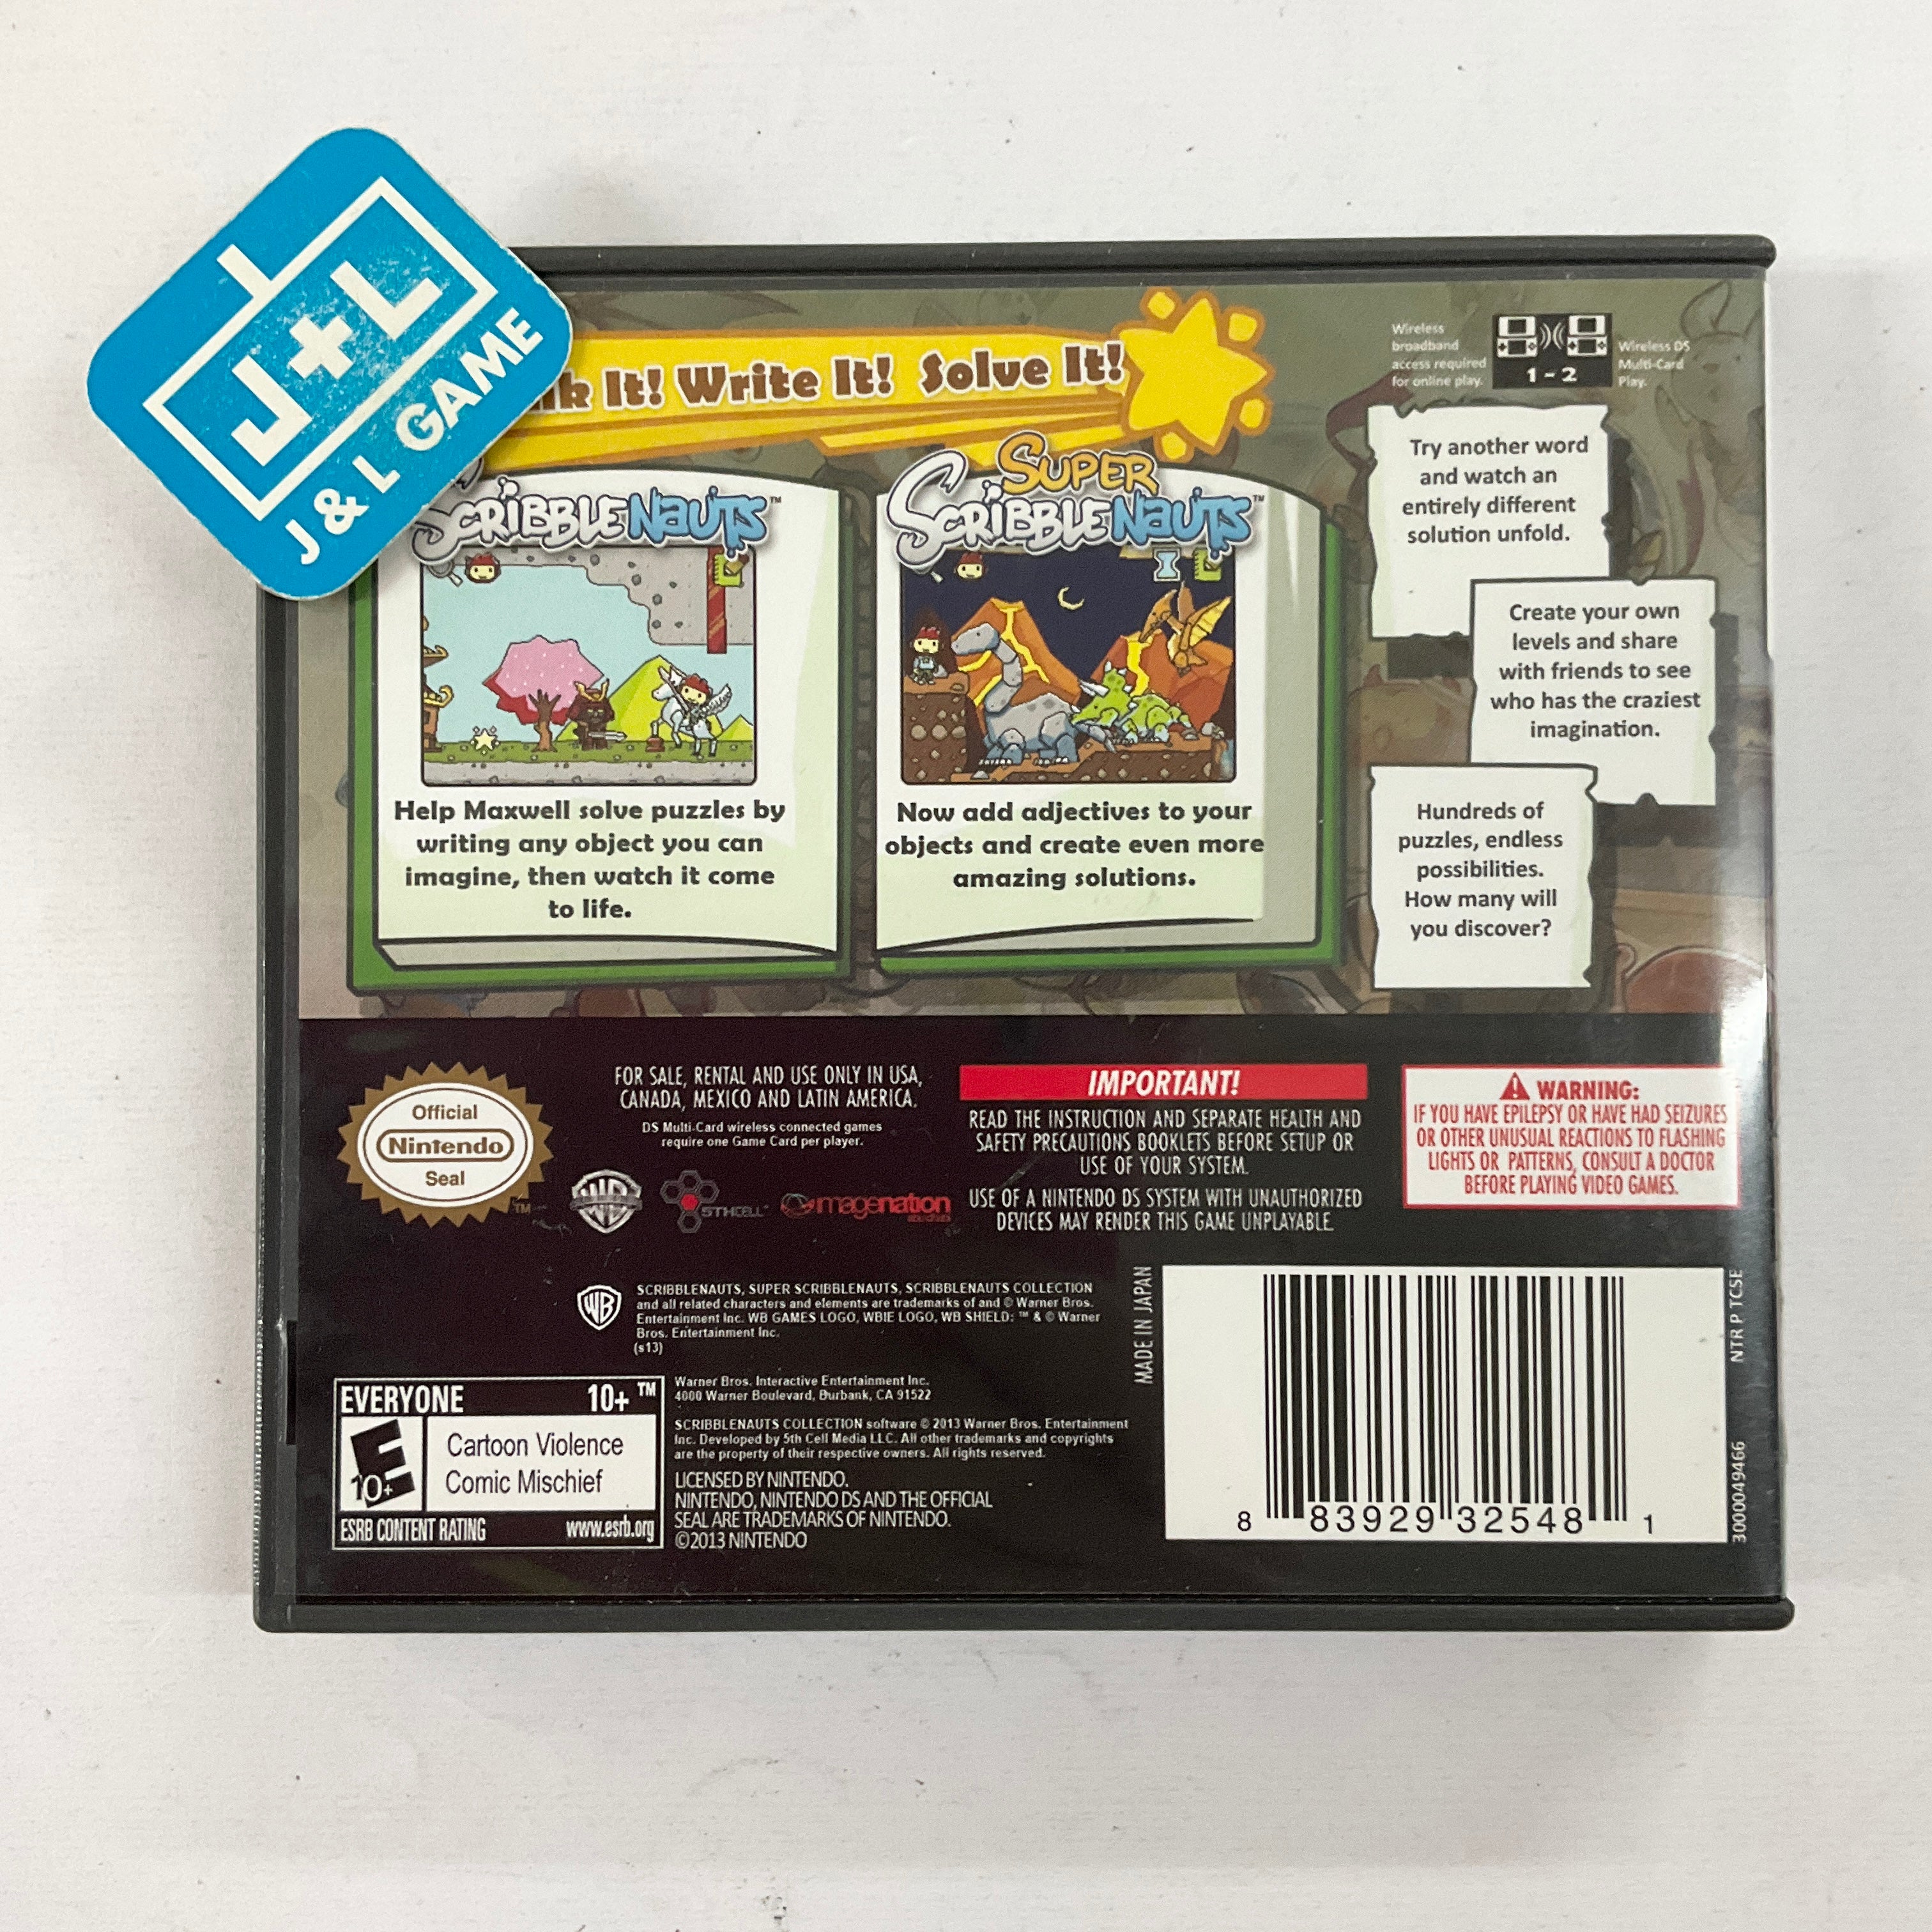 J+L
J & L GAME
It! Write It! Solve It!
Wireless
broadband
access required
for online play.
1 - 2
Wireless DS
Multi-Card
Play.
SCRIBBLENAUTS™
SUPER
SCRIBBLENAUTS™
Help Maxwell solve puzzles by
writing any object you can
imagine, then watch it come
to life.
Now add adjectives to your
objects and create even more
amazing solutions.
Try another word
and watch an
entirely different
solution unfold.
Create your own
levels and share
with friends to see
who has the craziest
imagination.
Hundreds of
puzzles, endless
possibilities.
How many will
you discover?
Official
Nintendo
Seal
TM
FOR SALE, RENTAL AND USE ONLY IN USA,
CANADA, MEXICO AND LATIN AMERICA.
DS Multi-Card wireless connected games
require one Game Card per player.
WB
5TH CELL
imagenation
IMPORTANT!
READ THE INSTRUCTION AND SEPARATE HEALTH AND
SAFETY PRECAUTIONS BOOKLETS BEFORE SETUP OR
USE OF YOUR SYSTEM.
USE OF A NINTENDO DS SYSTEM WITH UNAUTHORIZED
DEVICES MAY RENDER THIS GAME UNPLAYABLE.
WARNING:
IF YOU HAVE EPILEPSY OR HAVE HAD SEIZURES
OR OTHER UNUSUAL REACTIONS TO FLASHING
LIGHTS OR PATTERNS, CONSULT A DOCTOR
BEFORE PLAYING VIDEO GAMES.
WB
SCRIBBLENAUTS, SUPER SCRIBBLENAUTS, SCRIBBLENAUTS COLLECTION
and all related characters and elements are trademarks of and © Warner Bros.
Entertainment Inc. WB GAMES LOGO, WBIE LOGO, WB SHIELD: ™ & © Warner
Bros. Entertainment Inc.
(s13)
EVERYONE 10+ ™
E
10+
Cartoon Violence
Comic Mischief
ESRB CONTENT RATING www.esrb.org
Warner Bros. Interactive Entertainment Inc.
4000 Warner Boulevard, Burbank, CA 91522
SCRIBBLENAUTS COLLECTION software © 2013 Warner Bros. Entertainment
Inc. Developed by 5th Cell Media LLC. All other trademarks and copyrights
are the property of their respective owners. All rights reserved.
LICENSED BY NINTENDO.
NINTENDO, NINTENDO DS AND THE OFFICIAL
SEAL ARE TRADEMARKS OF NINTENDO.
©2013 NINTENDO
MADE IN JAPAN
8 83929 32548 1
NTR P TCSE
3000049466